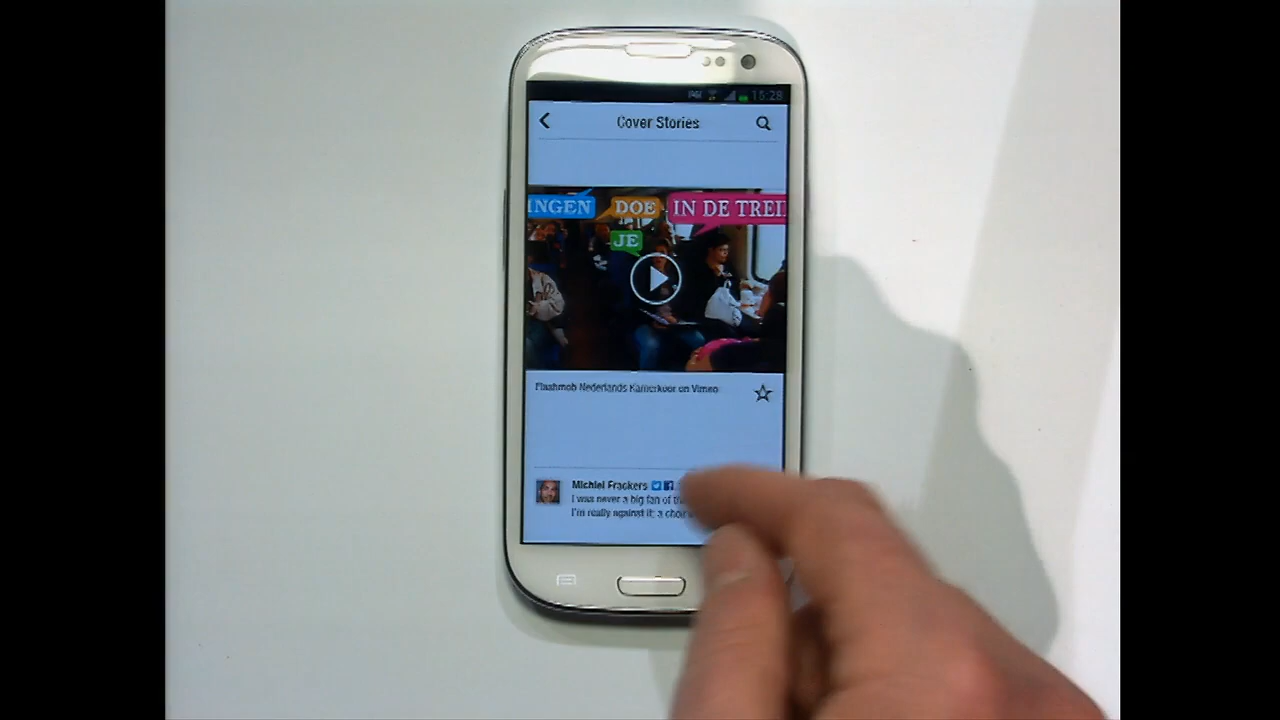 15:28
Cover Stories
INGEN DOE IN DE TREI
JE
Flashmob Nederlands Kamerkoor on Vimeo
Michiel Frackers
I was never a big fan of
I'm really against it: a choir